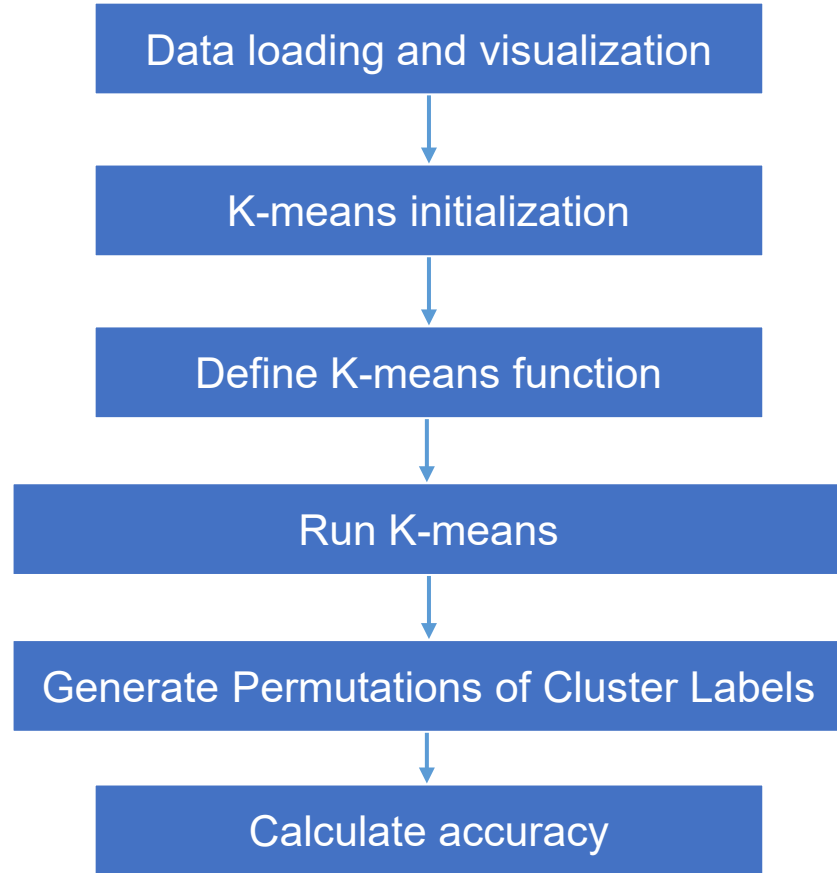 Data loading and visualization
K-means initialization
Define K-means function
Run K-means
Generate Permutations of Cluster Labels
Calculate accuracy